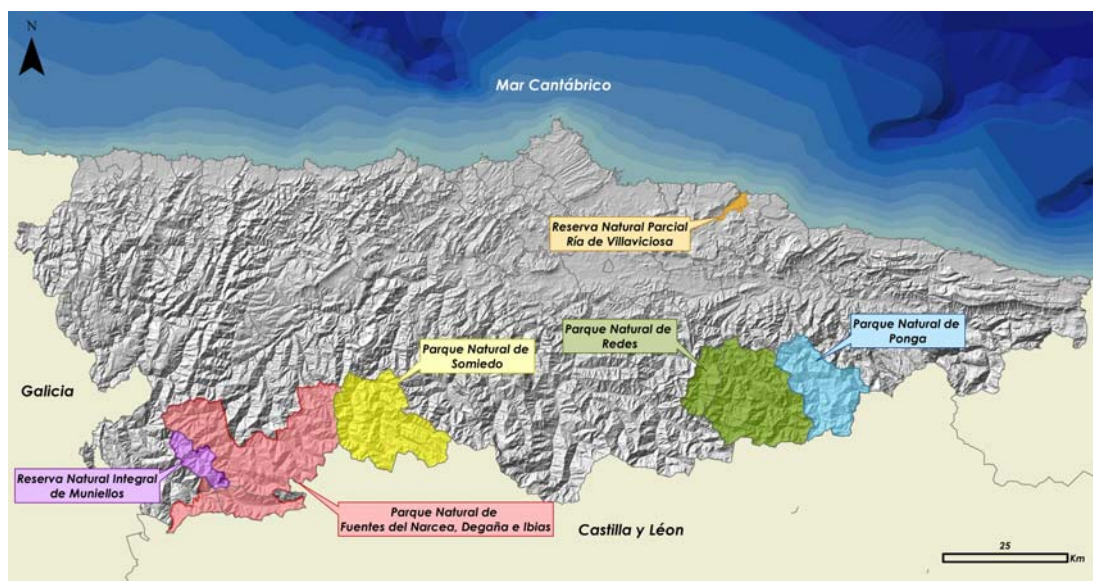 N
Mar Cantábrico
Reserva Natural Parcial
Ría de Villaviciosa
Parque Natural de
Redes
Parque Natural de
Ponga
Parque Natural de
Somiedo
Galicia
Reserva Natural Integral
de Muniellos
Parque Natural de
Fuentes del Narcea, Degaña e Ibias
Castilla y Léon
25
Km